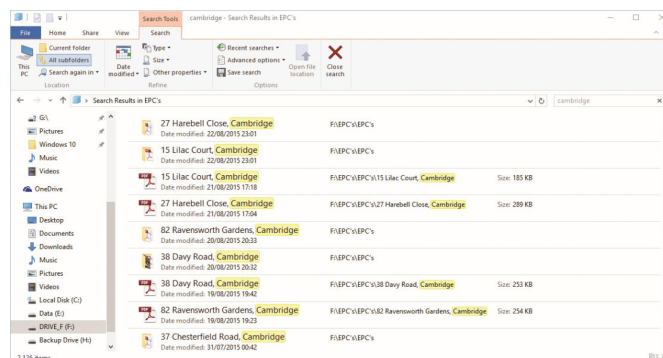 Search Tools
cambridge - Search Results in EPC's
File
Home
Share
View
Search
This PC
Current folder
All subfolders
Search again in
Location
Date modified
Type
Size
Other properties
Refine
Recent searches
Advanced options
Save search
Open file location
Options
Close search
Search Results in EPC's
cambridge
G:\
Pictures
Windows 10
Music
Videos
OneDrive
This PC
Desktop
Documents
Downloads
Music
Pictures
Videos
Local Disk (C:)
Data (E:)
DRIVE_F (F:)
Backup Drive (H:)
27 Harebell Close, Cambridge
Date modified: 22/08/2015 23:01
F:\EPC's\EPC's
15 Lilac Court, Cambridge
Date modified: 22/08/2015 23:01
F:\EPC's\EPC's
15 Lilac Court, Cambridge
Date modified: 21/08/2015 17:18
F:\EPC's\EPC's\15 Lilac Court, Cambridge
Size: 185 KB
27 Harebell Close, Cambridge
Date modified: 21/08/2015 17:04
F:\EPC's\EPC's\27 Harebell Close, Cambridge
Size: 289 KB
82 Ravensworth Gardens, Cambridge
Date modified: 20/08/2015 20:33
F:\EPC's\EPC's
38 Davy Road, Cambridge
Date modified: 20/08/2015 20:32
F:\EPC's\EPC's
38 Davy Road, Cambridge
Date modified: 19/08/2015 19:42
F:\EPC's\EPC's\38 Davy Road, Cambridge
Size: 253 KB
82 Ravensworth Gardens, Cambridge
Date modified: 19/08/2015 19:23
F:\EPC's\EPC's\82 Ravensworth Gardens, Cambridge
Size: 254 KB
37 Chesterfield Road, Cambridge
Date modified: 31/07/2015 00:42
F:\EPC's\EPC's
2,126 items